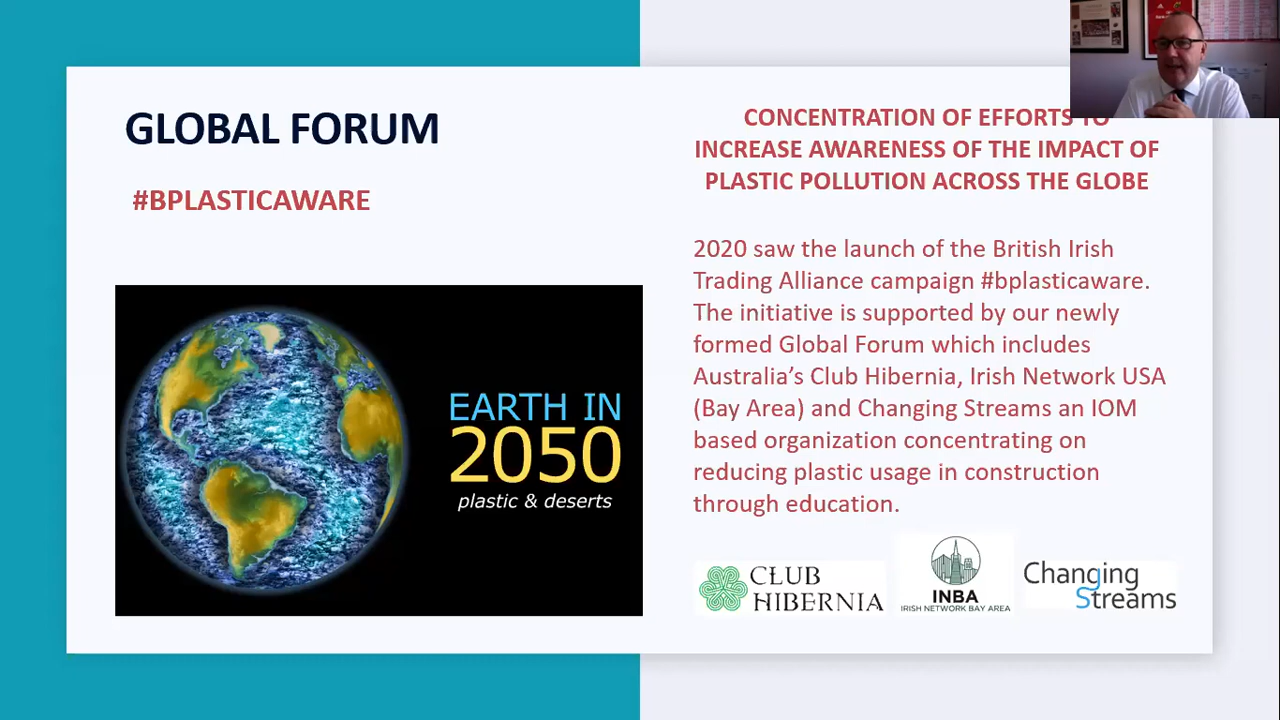 GLOBAL FORUM
#BPLASTICAWARE
EARTH IN
2050
plastic & deserts
CONCENTRATION OF EFFORTS TO
INCREASE AWARENESS OF THE IMPACT OF
PLASTIC POLLUTION ACROSS THE GLOBE
2020 saw the launch of the British Irish
Trading Alliance campaign #bplasticaware.
The initiative is supported by our newly
formed Global Forum which includes
Australia's Club Hibernia, Irish Network USA
(Bay Area) and Changing Streams an IOM
based organization concentrating on
reducing plastic usage in construction
through education.
CLUB
HIBERNIA
INBA
IRISH NETWORK BAY AREA
Changing
Streams